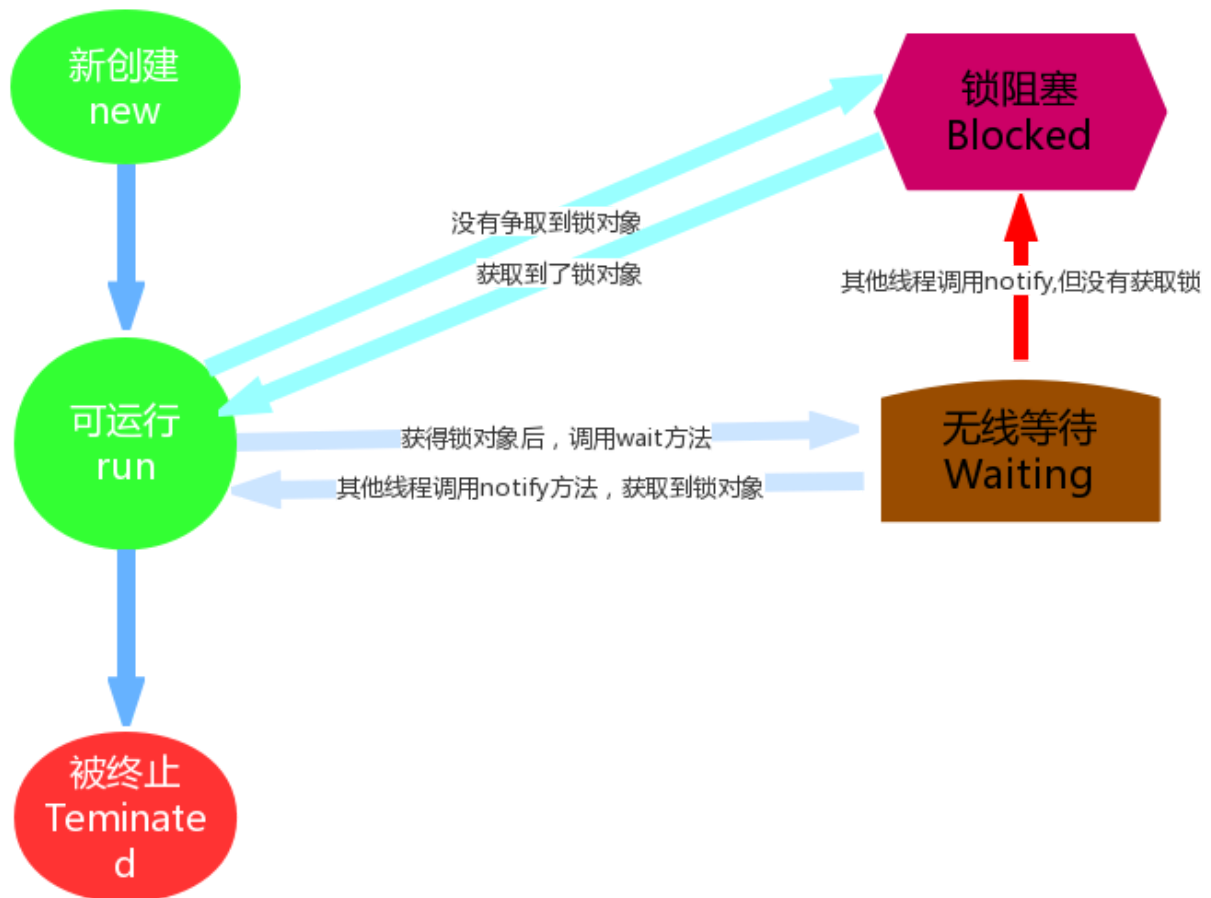 新创建
new
锁阻塞
Blocked
没有争取到锁对象
获取到了锁对象
其他线程调用notify,但没有获取锁
可运行
run
获得锁对象后，调用wait方法
其他线程调用notify方法，获取到锁对象
无线等待
Waiting
被终止
Teminate
d